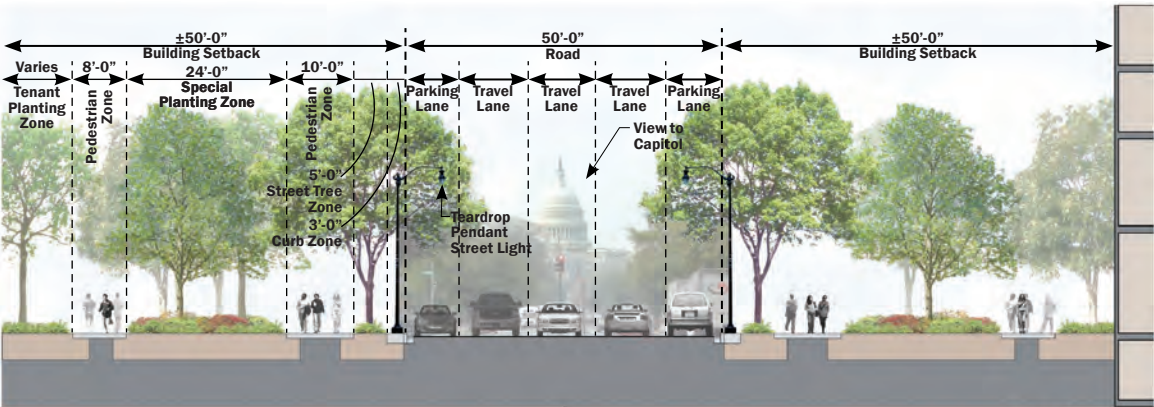 ±50’-0”
Building Setback
50’-0”
Road
±50’-0”
Building Setback
Varies
Tenant
Planting
Zone
8’-0”
Pedestrian
Zone
24’-0”
Special
Planting Zone
10’-0”
Pedestrian
Zone
5’-0”
Street Tree
Zone
3’-0”
Curb Zone
Parking
Lane
Travel
Lane
Travel
Lane
Travel
Lane
Parking
Lane
View to
Capitol
Teardrop
Pendant
Street Light